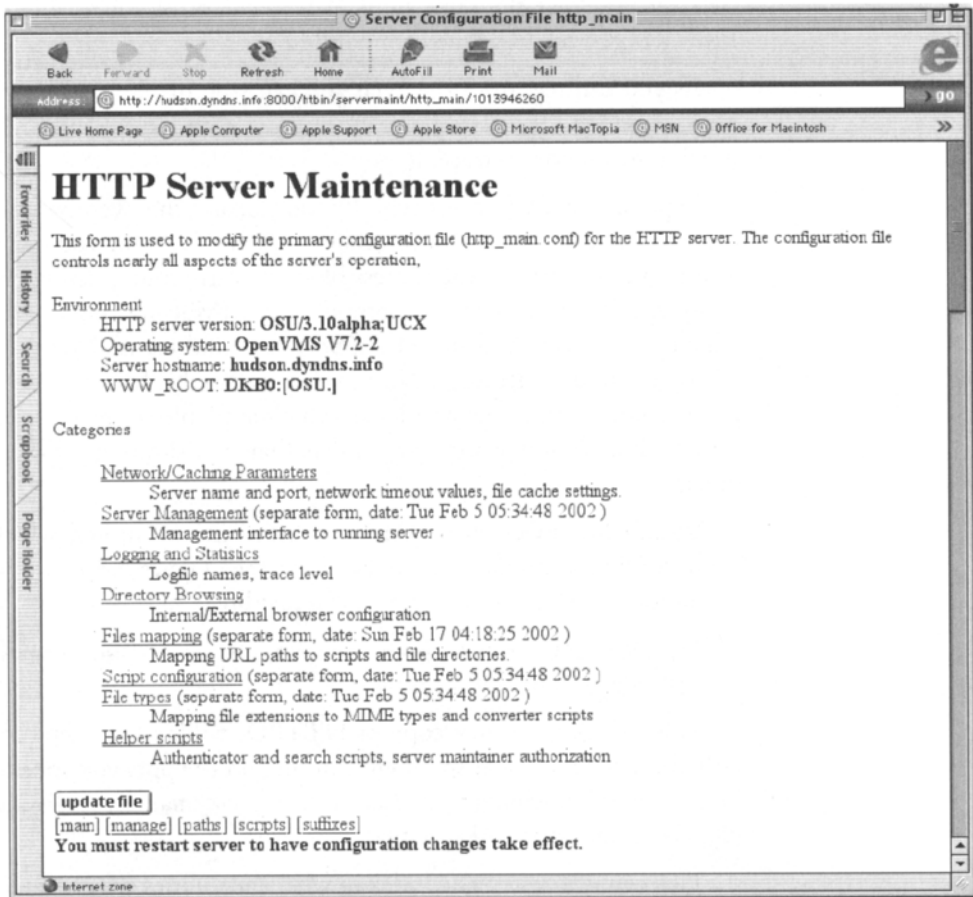 Server Configuration File http_main
Back Forward Stop Refresh Home AutoFill Print Mail
Address: http://hudson.dyndns.info:8000/htbin/servermaint/http_main/1013946260 go
Live Home Page Apple Computer Apple Support Apple Store Microsoft MacTopia MSN Office for Macintosh »
Favorites
History
Search
Scrapbook
Page Holder
HTTP Server Maintenance
This form is used to modify the primary configuration file (http_main.conf) for the HTTP server. The configuration file
controls nearly all aspects of the server's operation,
Environment
HTTP server version: OSU/3.10alpha;UCX
Operating system: OpenVMS V7.2-2
Server hostname: hudson.dyndns.info
WWW_ROOT: DKB0:[OSU.]
Categories
Network/Caching Parameters
Server name and port, network timeout values, file cache settings.
Server Management (separate form, date: Tue Feb 5 05:34:48 2002 )
Management interface to running server
Logging and Statistics
Logfile names, trace level
Directory Browsing
Internal/External browser configuration
Files mapping (separate form, date: Sun Feb 17 04:18:25 2002 )
Mapping URL paths to scripts and file directories.
Script configuration (separate form, date: Tue Feb 5 05:34:48 2002 )
File types (separate form, date: Tue Feb 5 05:34:48 2002 )
Mapping file extensions to MIME types and converter scripts
Helper scripts
Authenticator and search scripts, server maintainer authorization
update file
[main] [manage] [paths] [scripts] [suffixes]
You must restart server to have configuration changes take effect.
Internet zone